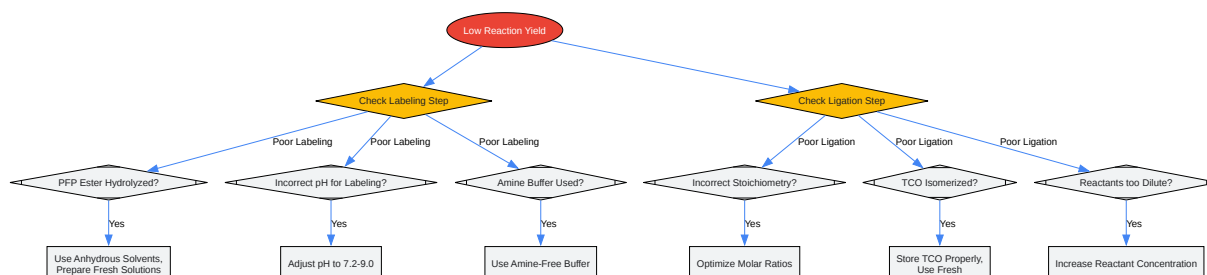 Low Reaction Yield
Check Labeling Step
Check Ligation Step
Poor Labeling
Poor Labeling
Poor Labeling
Poor Ligation
Poor Ligation
Poor Ligation
PFP Ester Hydrolyzed?
Incorrect pH for Labeling?
Amine Buffer Used?
Incorrect Stoichiometry?
TCO Isomerized?
Reactants too Dilute?
Yes
Yes
Yes
Yes
Yes
Yes
Use Anhydrous Solvents,
Prepare Fresh Solutions
Adjust pH to 7.2-9.0
Use Amine-Free Buffer
Optimize Molar Ratios
Store TCO Properly,
Use Fresh
Increase Reactant Concentration